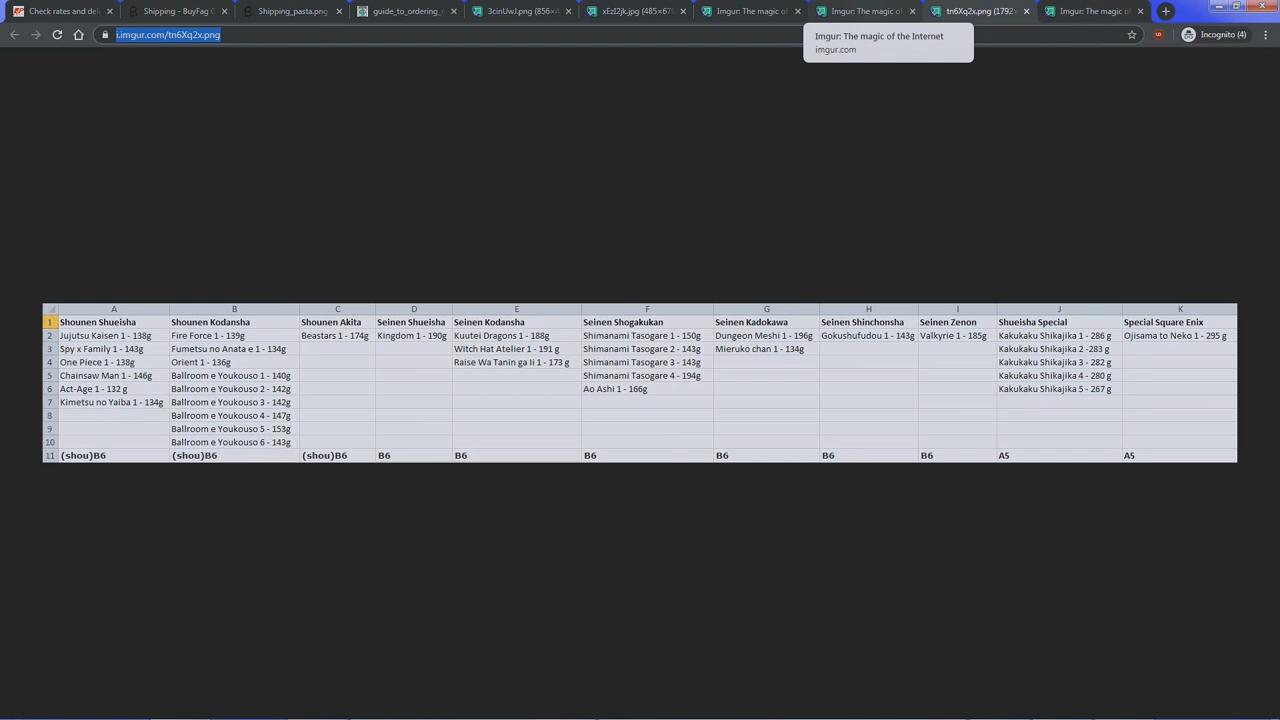 Check rates and del
Shipping - BuyFag G
Shipping_pasta.png
guide_to_ordering_
3cinUwJ.png (856×4
xEzI2jk.jpg (485×67
Imgur: The magic of
Imgur: The magic of
tn6Xq2x.png (1792×
Imgur: The magic of
i.imgur.com/tn6Xq2x.png
Incognito (4)
Imgur: The magic of the Internet
imgur.com
A B C D E F G H I J K
1 Shounen Shueisha Shounen Kodansha Shounen Akita Seinen Shueisha Seinen Kodansha Seinen Shogakukan Seinen Kadokawa Seinen Shinchonsha Seinen Zenon Shueisha Special Special Square Enix
2 Jujutsu Kaisen 1 - 138g Fire Force 1 - 139g Beastars 1 - 174g Kingdom 1 - 190g Kuutei Dragons 1 - 188g Shimanami Tasogare 1 - 150g Dungeon Meshi 1 - 196g Gokushufudou 1 - 143g Valkyrie 1 - 185g Kakukaku Shikajika 1 - 286 g Ojisama to Neko 1 - 295 g
3 Spy x Family 1 - 143g Fumetsu no Anata e 1 - 134g Witch Hat Atelier 1 - 191 g Shimanami Tasogare 2 - 143g Mieruko chan 1 - 134g Kakukaku Shikajika 2 -283 g
4 One Piece 1 - 138g Orient 1 - 136g Raise Wa Tanin ga Ii 1 - 173 g Shimanami Tasogare 3 - 143g Kakukaku Shikajika 3 - 282 g
5 Chainsaw Man 1 - 146g Ballroom e Youkouso 1 - 140g Shimanami Tasogare 4 - 194g Kakukaku Shikajika 4 - 280 g
6 Act-Age 1 - 132 g Ballroom e Youkouso 2 - 142g Ao Ashi 1 - 166g Kakukaku Shikajika 5 - 267 g
7 Kimetsu no Yaiba 1 - 134g Ballroom e Youkouso 3 - 142g
8 Ballroom e Youkouso 4 - 147g
9 Ballroom e Youkouso 5 - 153g
10 Ballroom e Youkouso 6 - 143g
11 (shou)B6 (shou)B6 (shou)B6 B6 B6 B6 B6 B6 B6 A5 A5